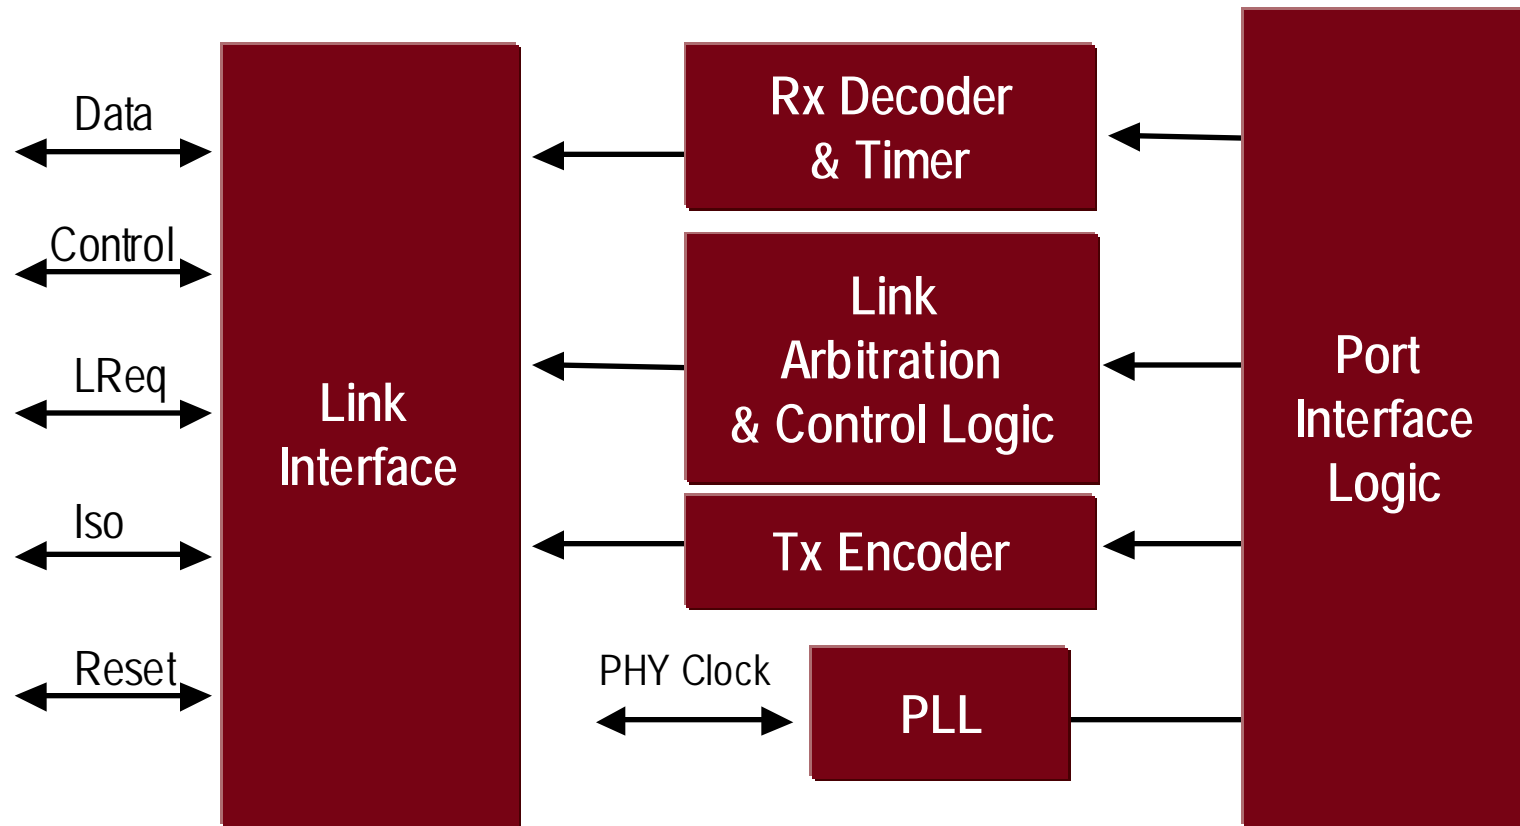 Data
Control
LReq
Iso
Reset
Link
Interface
Rx Decoder
& Timer
Link
Arbitration
& Control Logic
Tx Encoder
PHY Clock
PLL
Port
Interface
Logic